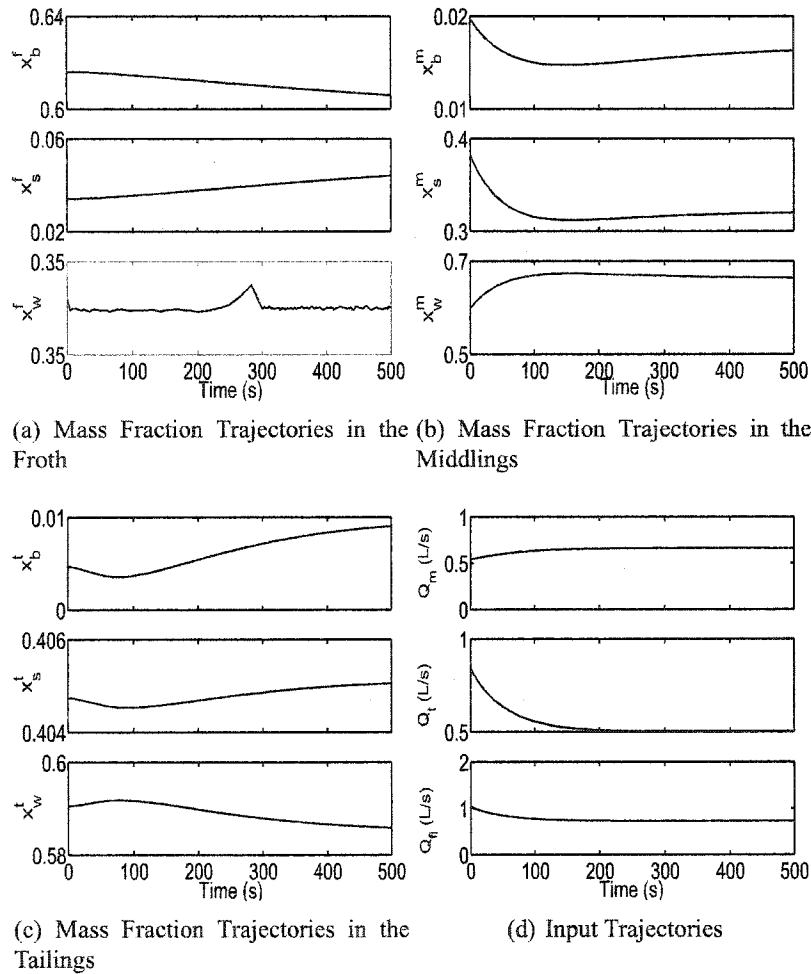 0.64
x_b^f
0.6
0.06
x_s^f
0.02
0.35
x_w^f
0.35
0 100 200 300 400 500
Time (s)
0.02
x_b^m
0.01
0.4
x_s^m
0.3
0.7
x_w^m
0.5
0 100 200 300 400 500
Time (s)
(a) Mass Fraction Trajectories in the
Froth
(b) Mass Fraction Trajectories in the
Middlings
0.01
x_b^t
0
0.406
x_s^t
0.404
0.6
x_w^t
0.58
0 100 200 300 400 500
Time (s)
1
0.5
0
Q_m (L/s)
1
Q_t (L/s)
0.5
2
1
0
Q_fl (L/s)
0 100 200 300 400 500
Time (s)
(c) Mass Fraction Trajectories in the
Tailings
(d) Input Trajectories